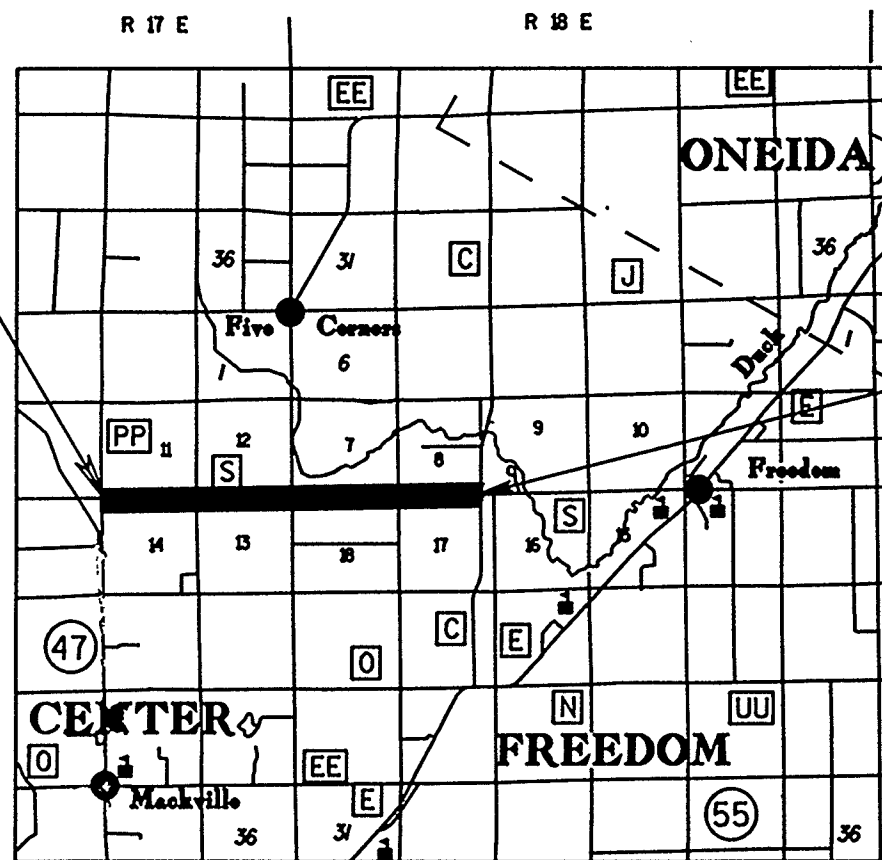 R 17 E R 18 E
EE EE
ONEIDA
36 31 C J 36
Five Corners
Duck
1 6 1
PP 11 12 7 8 9 10 E
S 9 Freedom
14 13 18 17 16 S 15
47 C E
O
CENTER N UU
FREEDOM
O EE
Mackville E 55
36 31 36